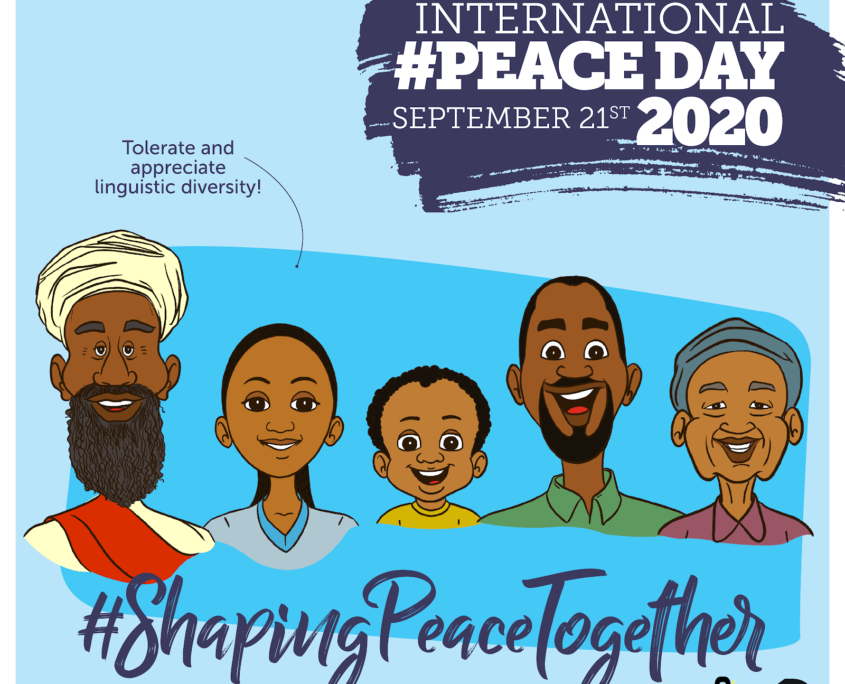 INTERNATIONAL
#PEACE DAY
SEPTEMBER 21ST 2020
Tolerate and
appreciate
linguistic diversity!
#ShapingPeaceTogether